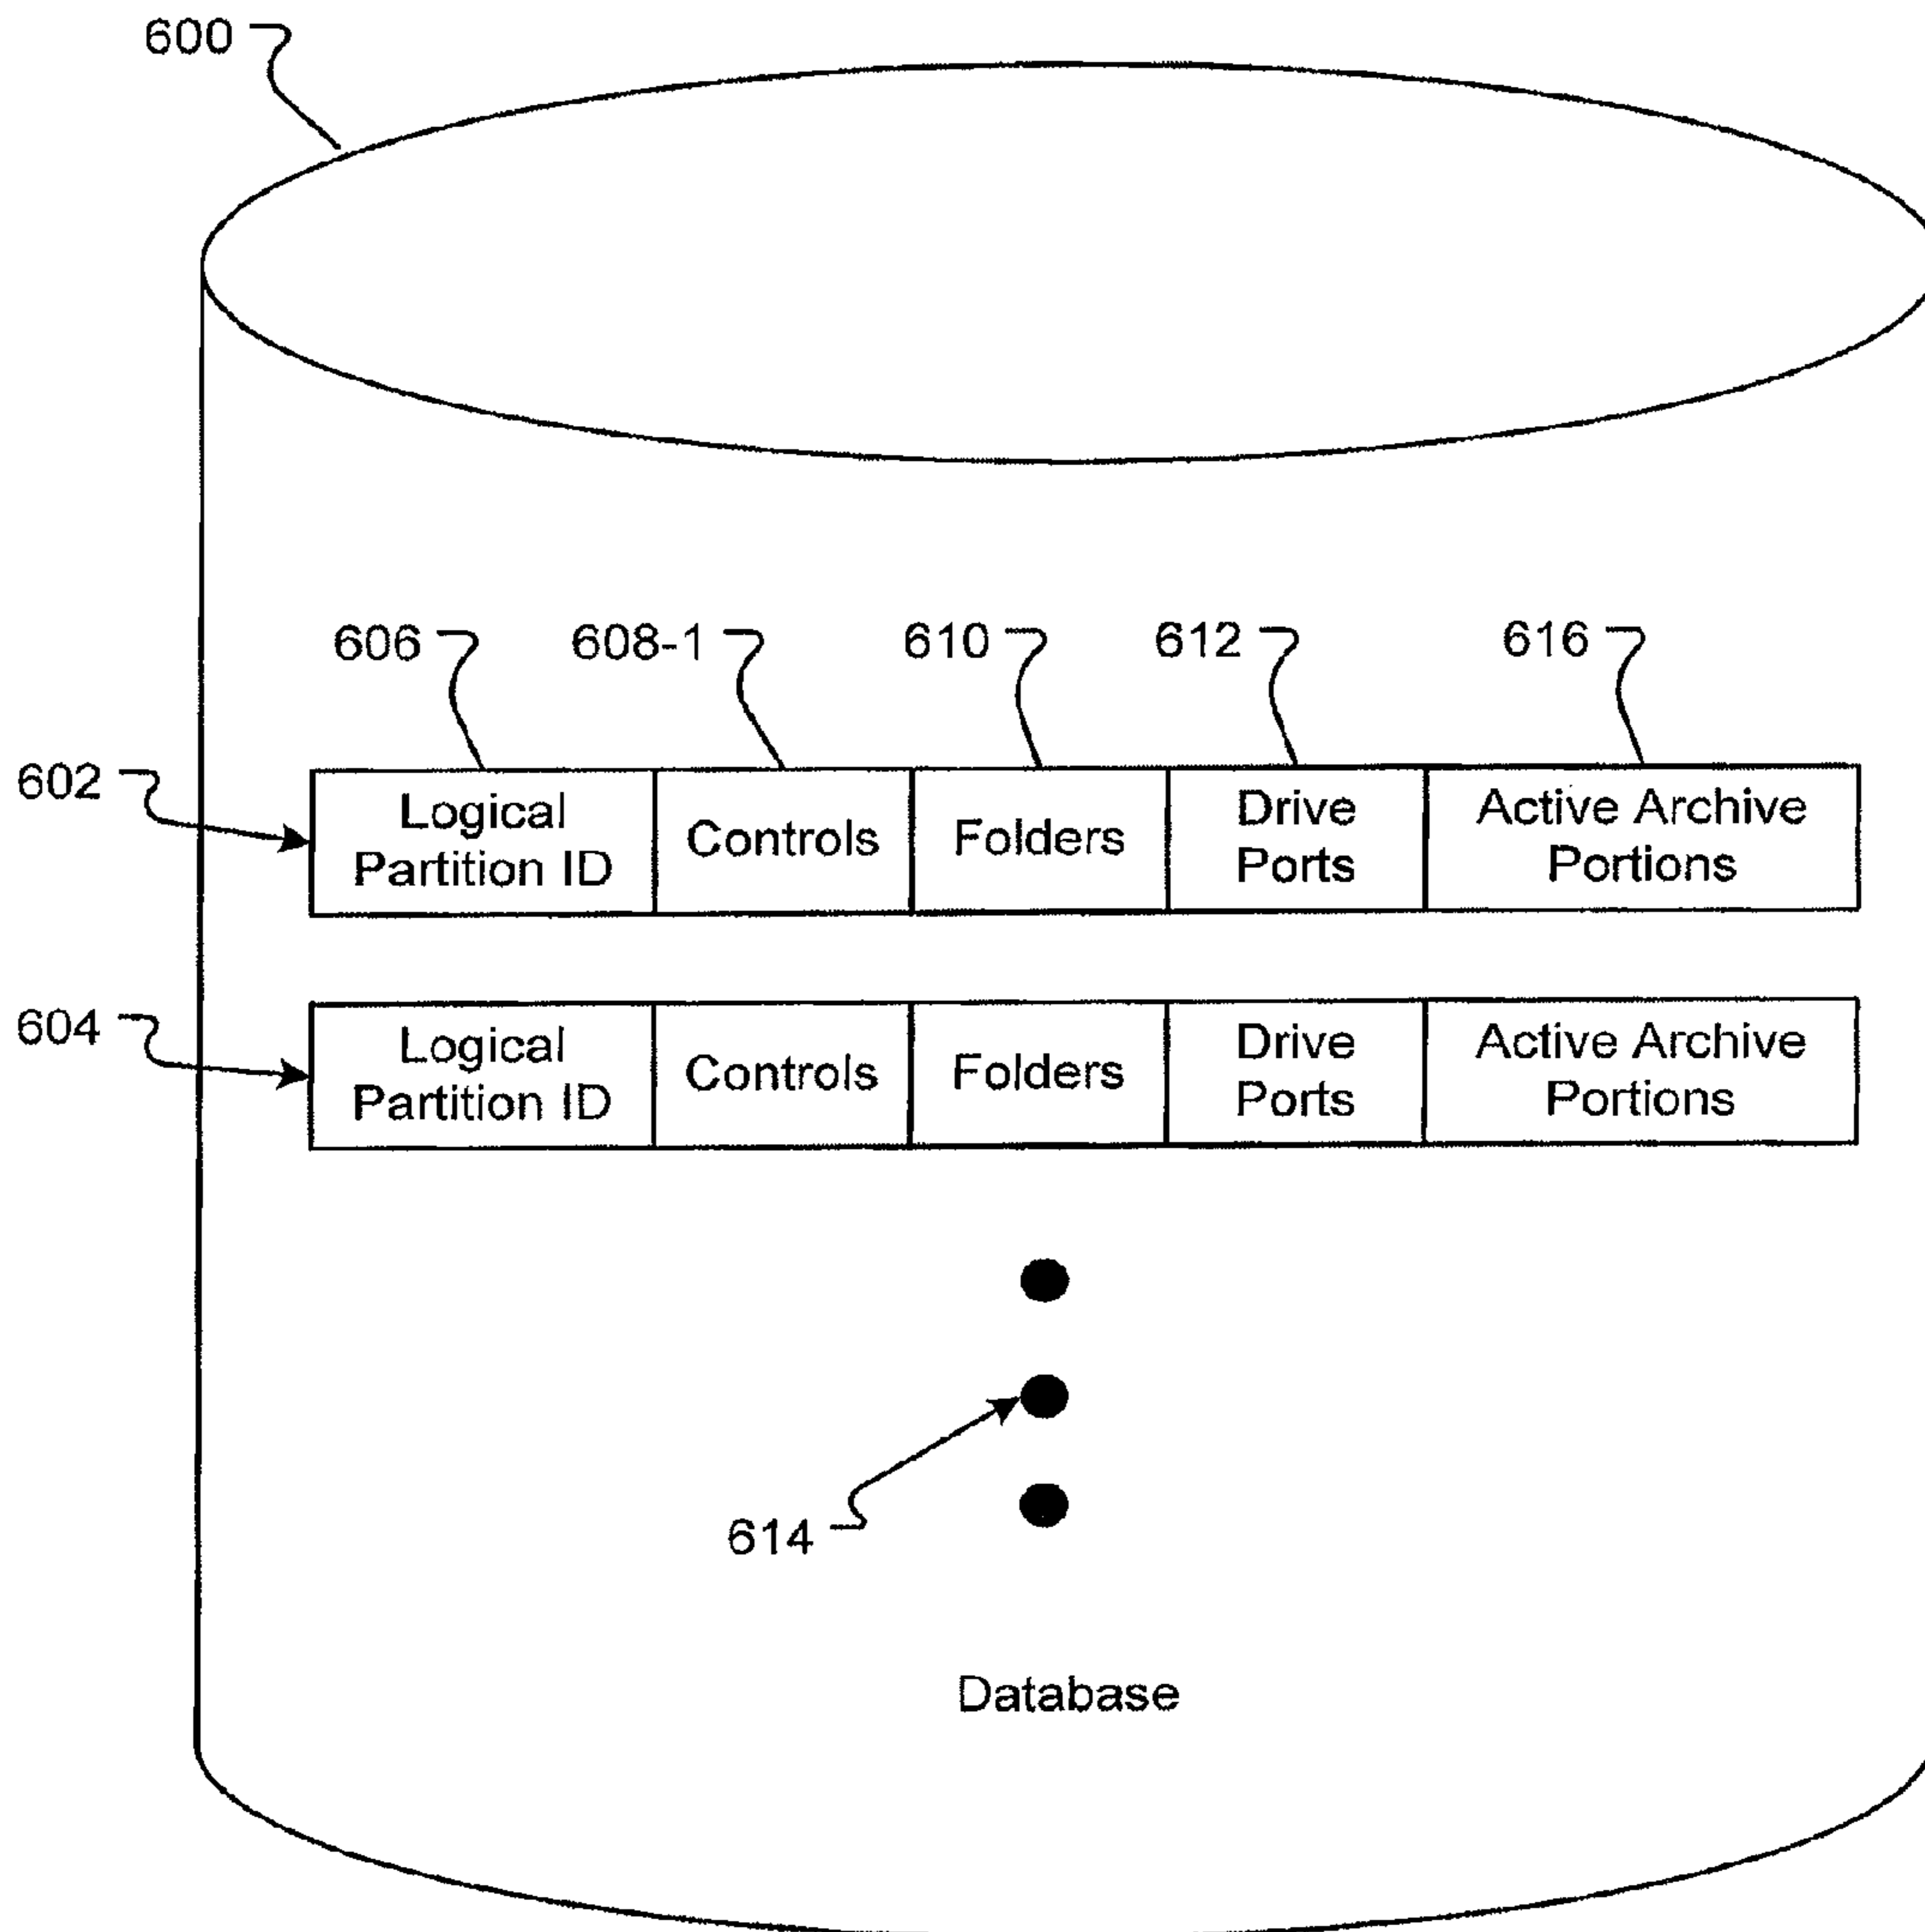 600
606 608-1 610 612 616
602
Logical Partition ID Controls Folders Drive Ports Active Archive Portions
604
Logical Partition ID Controls Folders Drive Ports Active Archive Portions
614
Database